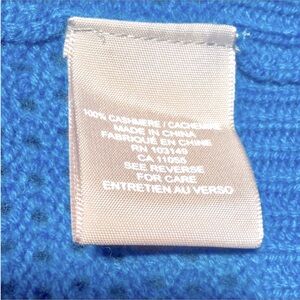 100% CASHMERE / CACHEMIRE
MADE IN CHINA
FABRIQUÉ EN CHINE
RN 103149
CA 11055
SEE REVERSE
FOR CARE
ENTRETIEN AU VERSO